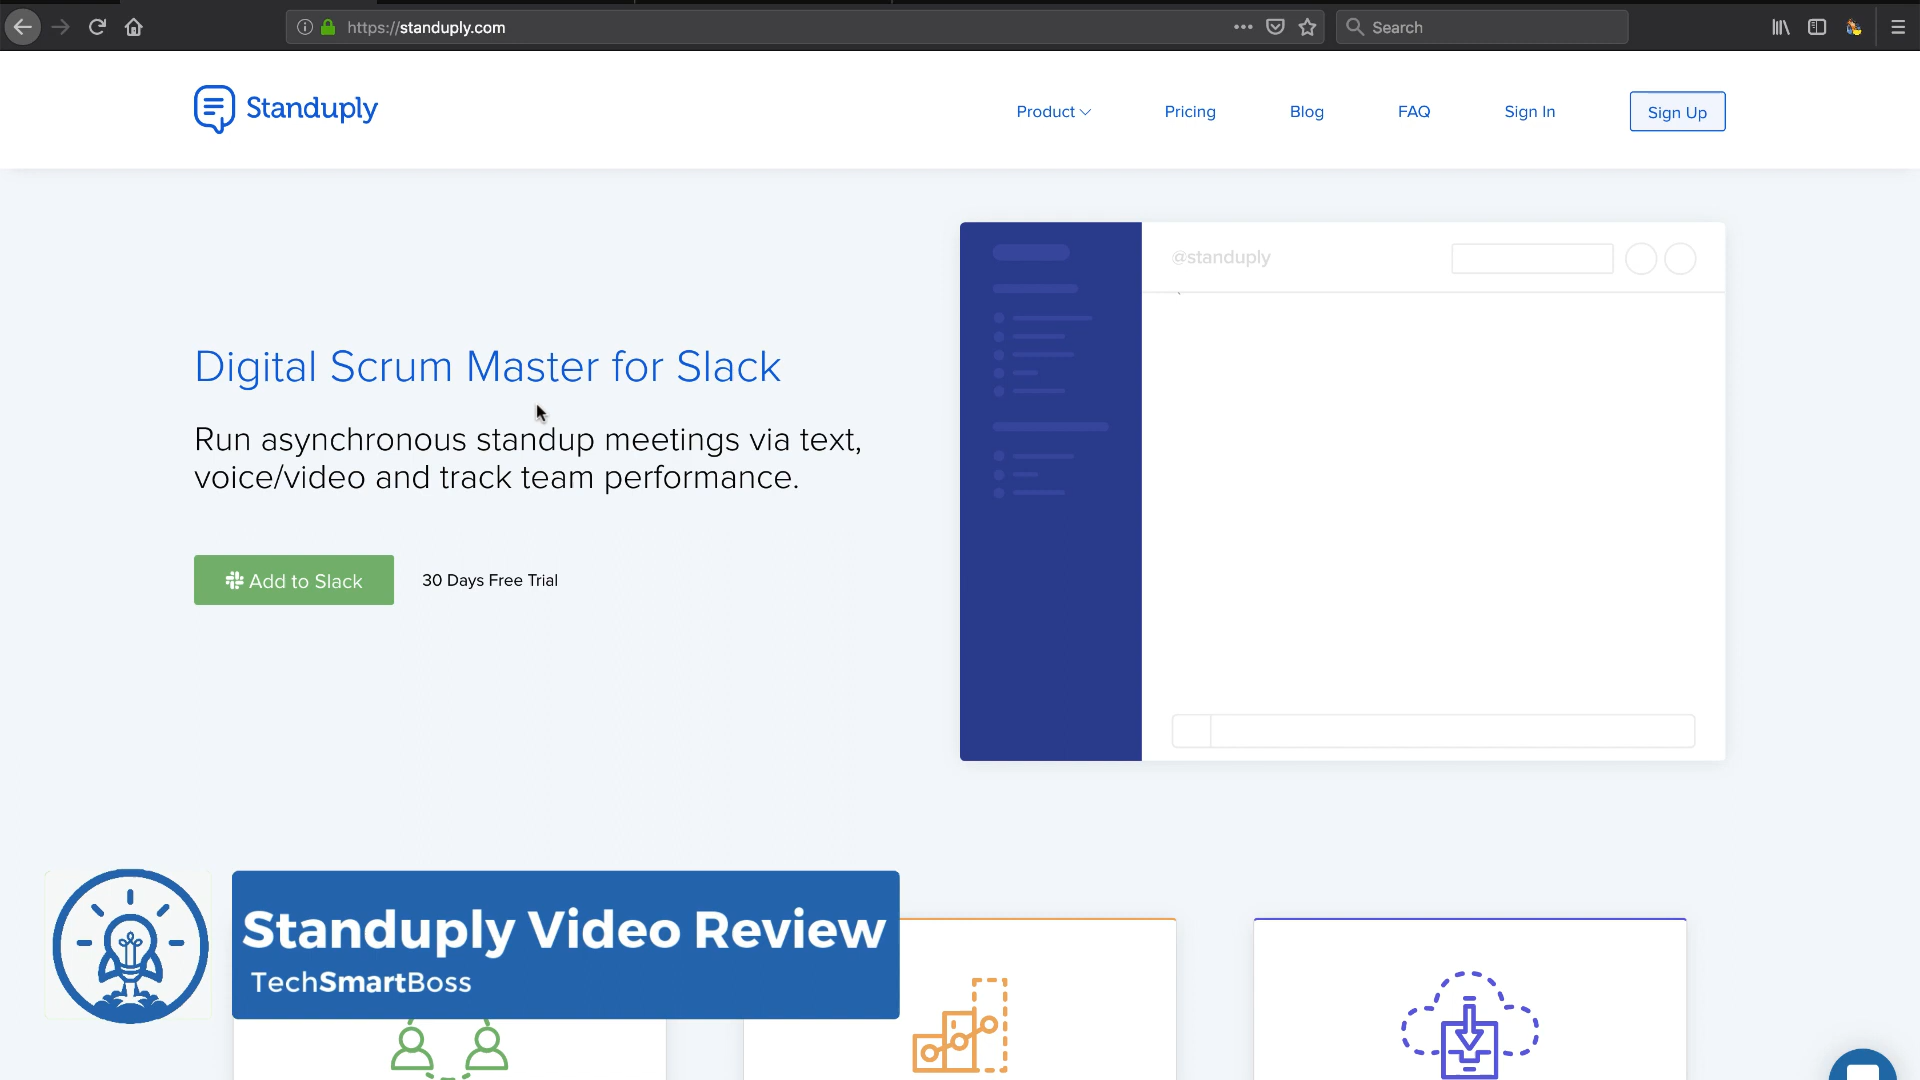 https://standuply.com
Search
Standuply
Product
Pricing
Blog
FAQ
Sign In
Sign Up
@standuply
Digital Scrum Master for Slack
Run asynchronous standup meetings via text,
voice/video and track team performance.
Add to Slack
30 Days Free Trial
Standuply Video Review
TechSmartBoss